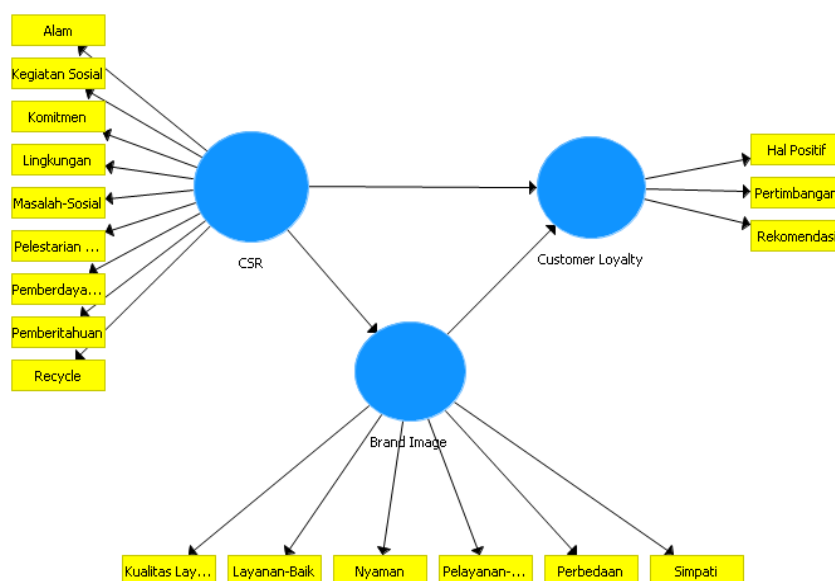 Alam
Kegiatan Sosial
Komitmen
Lingkungan
Masalah-Sosial
Pelestarian ...
Pemberdaya...
Pemberitahuan
Recycle
CSR
Customer Loyalty
Hal Positif
Pertimbangan
Rekomendasi
Brand Image
Kualitas Lay...
Layanan-Baik
Nyaman
Pelayanan-...
Perbedaan
Simpati